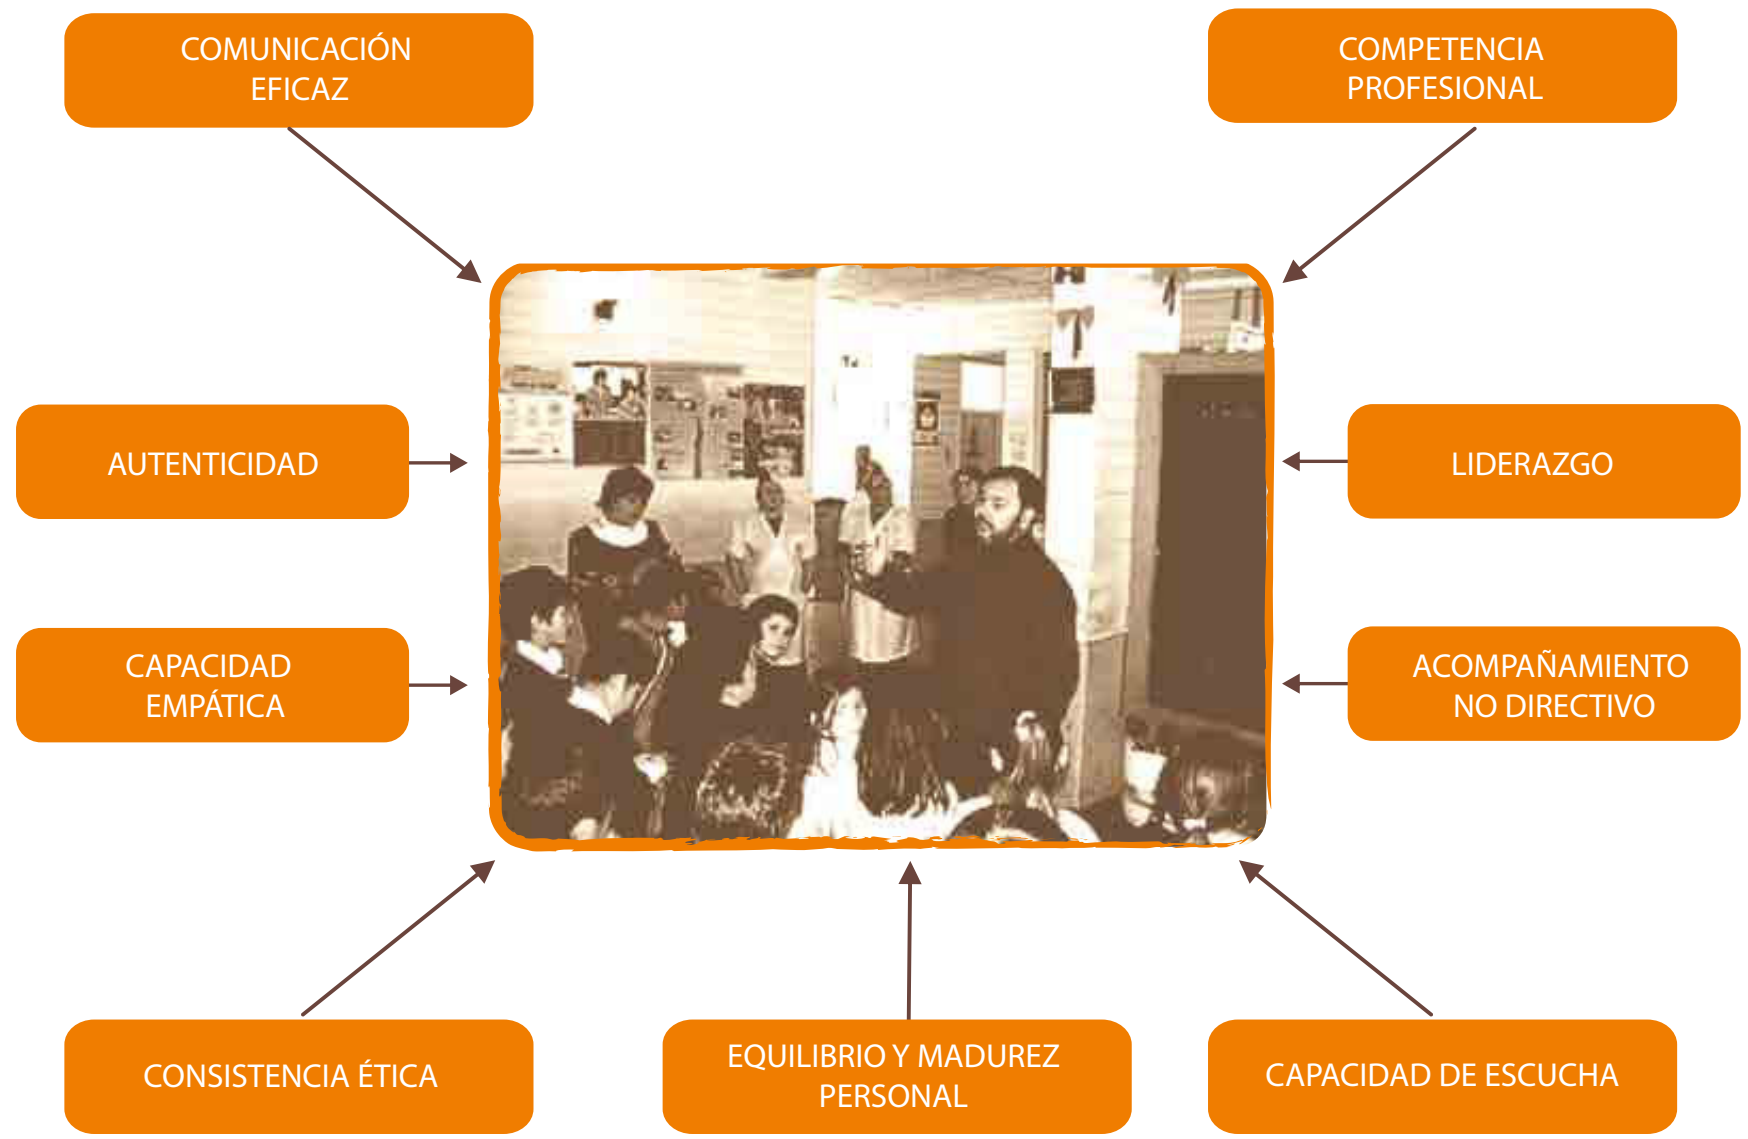 COMUNICACIÓN
EFICAZ
COMPETENCIA
PROFESIONAL
AUTENTICIDAD
LIDERAZGO
CAPACIDAD
EMPÁTICA
ACOMPAÑAMIENTO
NO DIRECTIVO
CONSISTENCIA ÉTICA
EQUILIBRIO Y MADUREZ
PERSONAL
CAPACIDAD DE ESCUCHA